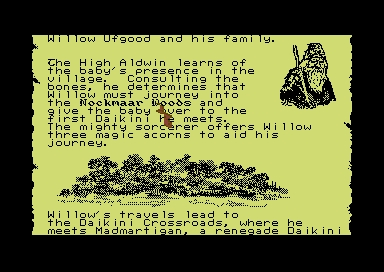 Willow Ufgood and his family.
The High Aldwin learns of
the baby's presence in the
village. Consulting the
bones, he determines that
Willow must journey into
the Nockmaar Woods and
give the baby over to the
first Daikini he meets.
The mighty sorcerer offers Willow
three magic acorns to aid his
journey.
Willow's travels lead to
the Daikini Crossroads, where he
meets Madmartigan, a renegade Daikini